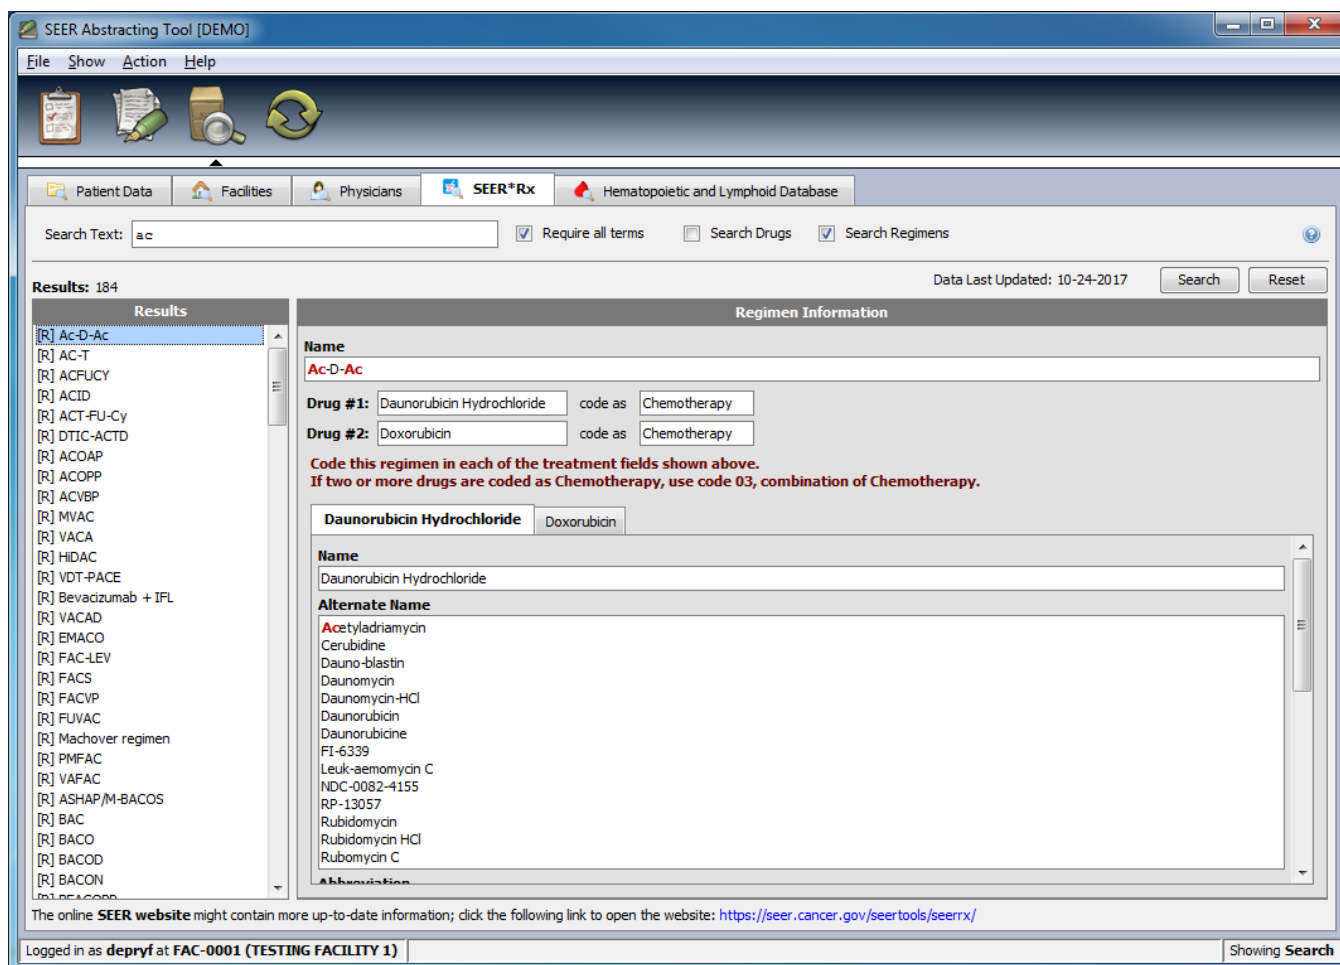 SEER Abstracting Tool [DEMO]
File Show Action Help
Patient Data Facilities Physicians SEER*Rx Hematopoietic and Lymphoid Database
Search Text: ac Require all terms Search Drugs Search Regimens
Results: 184 Data Last Updated: 10-24-2017 Search Reset
Results
[R] Ac-D-Ac
[R] AC-T
[R] ACFUCY
[R] ACID
[R] ACT-FU-Cy
[R] DTIC-ACTD
[R] ACOAP
[R] ACOPP
[R] ACVBP
[R] MVAC
[R] VACA
[R] HiDAC
[R] VDT-PACE
[R] Bevacizumab + IFL
[R] VACAD
[R] EMACO
[R] FAC-LEV
[R] FACS
[R] FACVP
[R] FUVAC
[R] Machover regimen
[R] PMFAC
[R] VAFAC
[R] ASHAP/M-BACOS
[R] BAC
[R] BACO
[R] BACOD
[R] BACON
[R] BEACOPP
Regimen Information
Name
Ac-D-Ac
Drug #1: Daunorubicin Hydrochloride code as Chemotherapy
Drug #2: Doxorubicin code as Chemotherapy
Code this regimen in each of the treatment fields shown above.
If two or more drugs are coded as Chemotherapy, use code 03, combination of Chemotherapy.
Daunorubicin Hydrochloride Doxorubicin
Name
Daunorubicin Hydrochloride
Alternate Name
Acetyladriamycin
Cerubidine
Dauno-blastin
Daunomycin
Daunomycin-HCl
Daunorubicin
Daunorubicine
FI-6339
Leuk-aemomycin C
NDC-0082-4155
RP-13057
Rubidomycin
Rubidomycin HCl
Rubomycin C
Abbreviation
The online SEER website might contain more up-to-date information; click the following link to open the website: https://seer.cancer.gov/seertools/seerrx/
Logged in as depryf at FAC-0001 (TESTING FACILITY 1) Showing Search